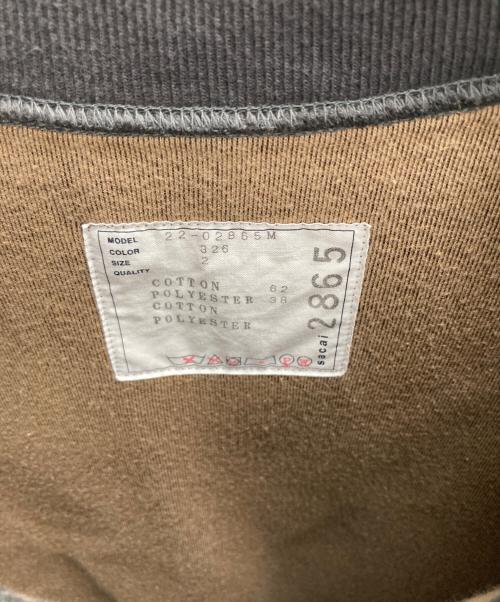 MODEL 22-02865M
COLOR 326
SIZE 2
QUALITY
COTTON 62
POLYESTER 38
COTTON
POLYESTER
sacai 2865